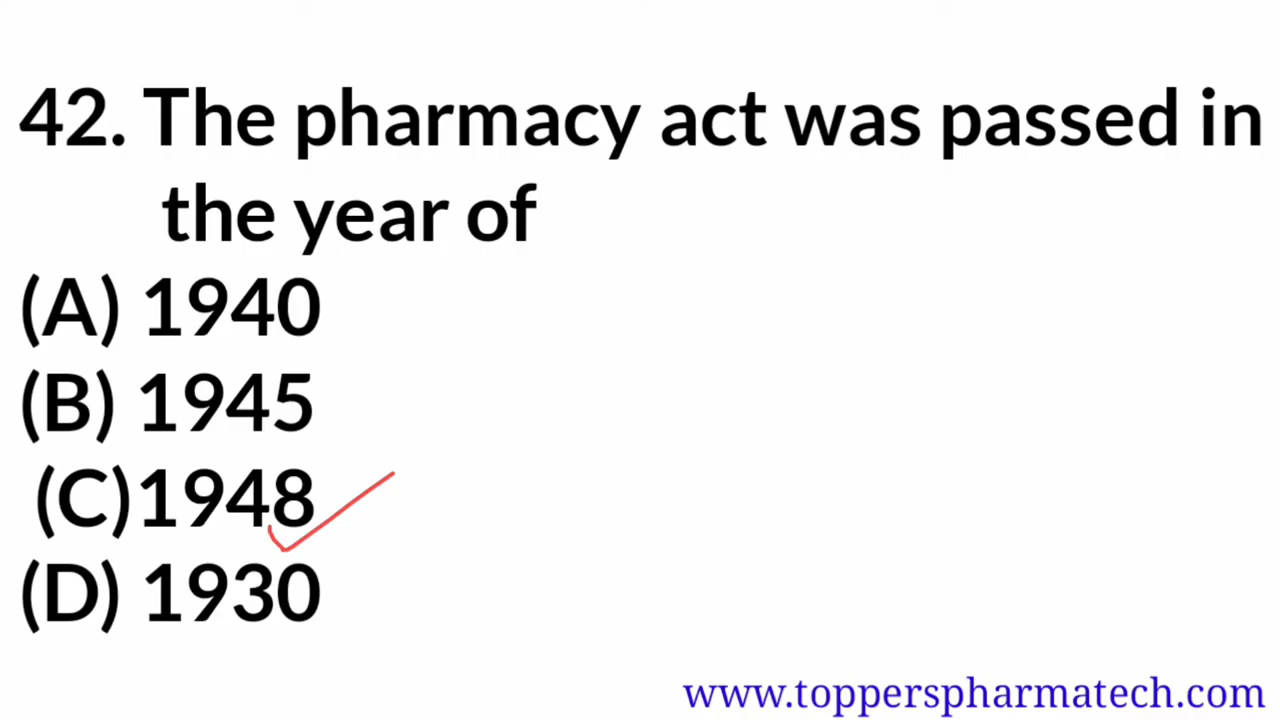 42. The pharmacy act was passed in
the year of
(A) 1940
(B) 1945
(C)1948
(D) 1930
www.topperspharmatech.com